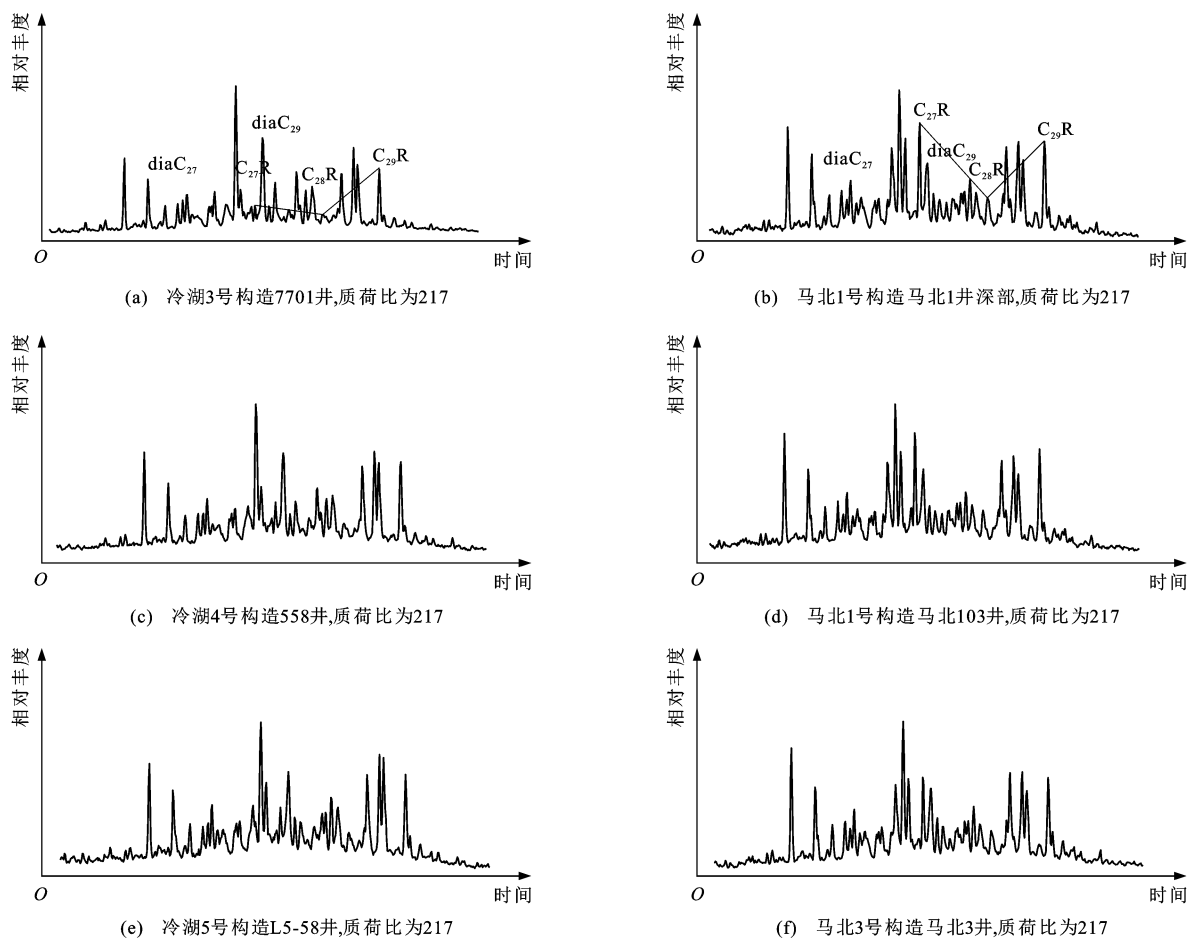 相对丰度
diaC27
diaC29
C27R
C28R
C29R
O
时间
(a) 冷湖3号构造7701井,质荷比为217
相对丰度
C27R
diaC27
diaC29
C28R
C29R
O
时间
(b) 马北1号构造马北1井深部,质荷比为217
相对丰度
O
时间
(c) 冷湖4号构造558井,质荷比为217
相对丰度
O
时间
(d) 马北1号构造马北103井,质荷比为217
相对丰度
O
时间
(e) 冷湖5号构造L5-58井,质荷比为217
相对丰度
O
时间
(f) 马北3号构造马北3井,质荷比为217